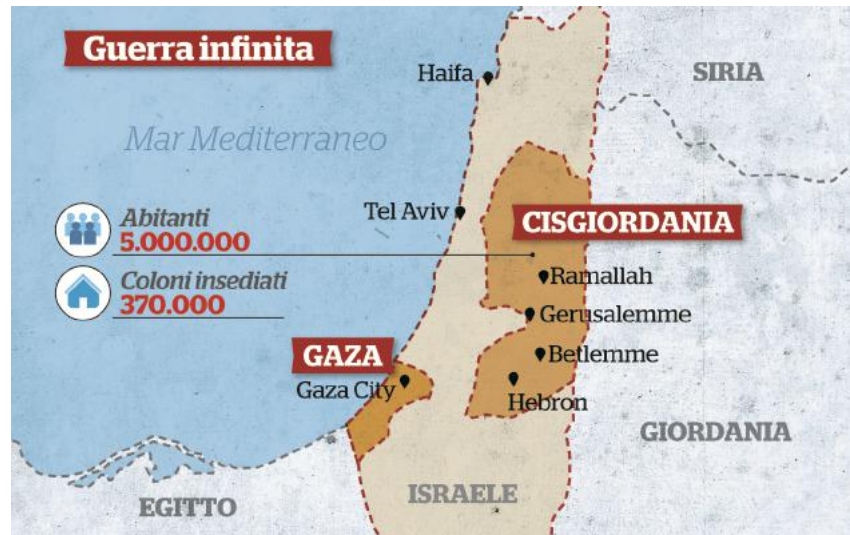 Guerra infinita
Haifa
SIRIA
Mar Mediterraneo
Abitanti
5.000.000
Tel Aviv
CISGIORDANIA
Coloni insediati
370.000
Ramallah
Gerusalemme
GAZA
Betlemme
Gaza City
Hebron
GIORDANIA
EGITTO
ISRAELE